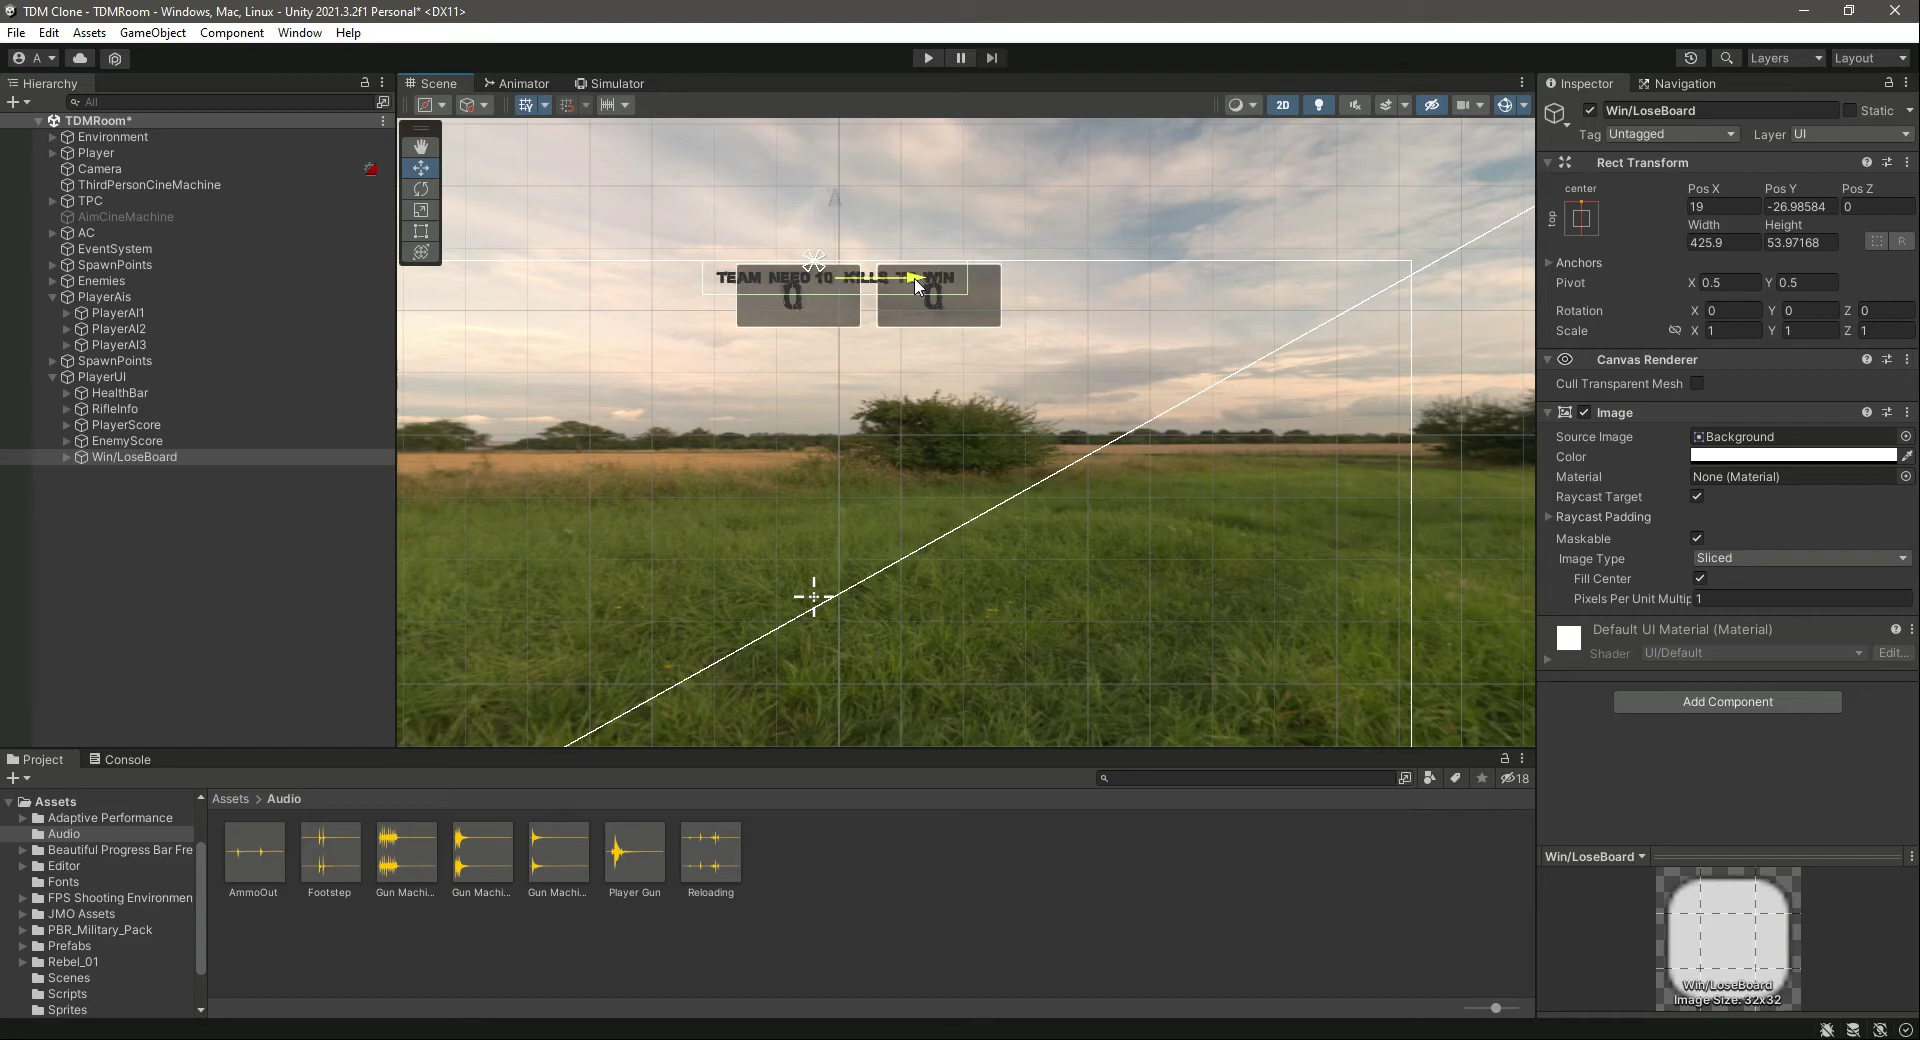 TDM Clone - TDMRoom - Windows, Mac, Linux - Unity 2021.3.2f1 Personal* <DX11>
File Edit Assets GameObject Component Window Help
A Layers Layout
Hierarchy
All
TDMRoom*
Environment
Player
Camera
ThirdPersonCineMachine
TPC
AimCineMachine
AC
EventSystem
SpawnPoints
Enemies
PlayerAis
PlayerAI1
PlayerAI2
PlayerAI3
SpawnPoints
PlayerUI
HealthBar
RifleInfo
PlayerScore
EnemyScore
Win/LoseBoard
Scene Animator Simulator
2D
TEAM NEED 10 KILLS TO WIN
0 0
Inspector Navigation
Win/LoseBoard Static
Tag Untagged Layer UI
Rect Transform
center Pos X Pos Y Pos Z
top 19 -26.98584 0
Width Height
425.9 53.97168 R
Anchors
Pivot X 0.5 Y 0.5
Rotation X 0 Y 0 Z 0
Scale X 1 Y 1 Z 1
Canvas Renderer
Cull Transparent Mesh
Image
Source Image Background
Color
Material None (Material)
Raycast Target
Raycast Padding
Maskable
Image Type Sliced
Fill Center
Pixels Per Unit Multip 1
Default UI Material (Material)
Shader UI/Default Edit...
Add Component
Win/LoseBoard
Win/LoseBoard
Image Size: 32x32
Project Console
18
Assets
Adaptive Performance
Audio
Beautiful Progress Bar Fre
Editor
Fonts
FPS Shooting Environmen
JMO Assets
PBR_Military_Pack
Prefabs
Rebel_01
Scenes
Scripts
Sprites
Assets > Audio
AmmoOut Footstep Gun Machi... Gun Machi... Gun Machi... Player Gun Reloading